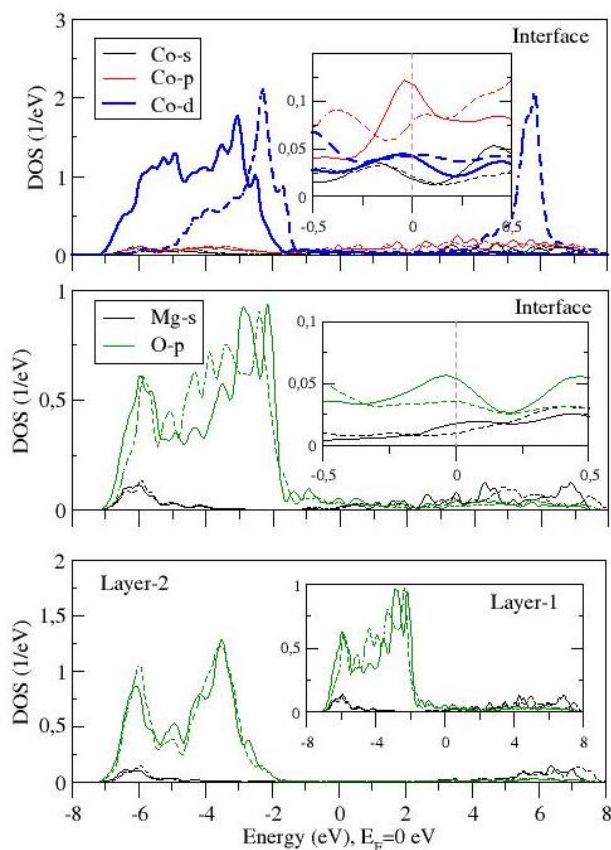 Co-s
Co-p
Co-d
Interface
DOS (1/eV)
3
2
1
0
0,1
0,05
0
-0,5
0
0,5
Mg-s
O-p
Interface
DOS (1/eV)
1
0,5
0
0,1
0,05
0
-0,5
0
0,5
Layer-2
Layer-1
DOS (1/eV)
2
1,5
1
0,5
0
1
0,5
0
-8 -4 0 4 8
-8 -6 -4 -2 0 2 4 6 8
Energy (eV), E_F=0 eV